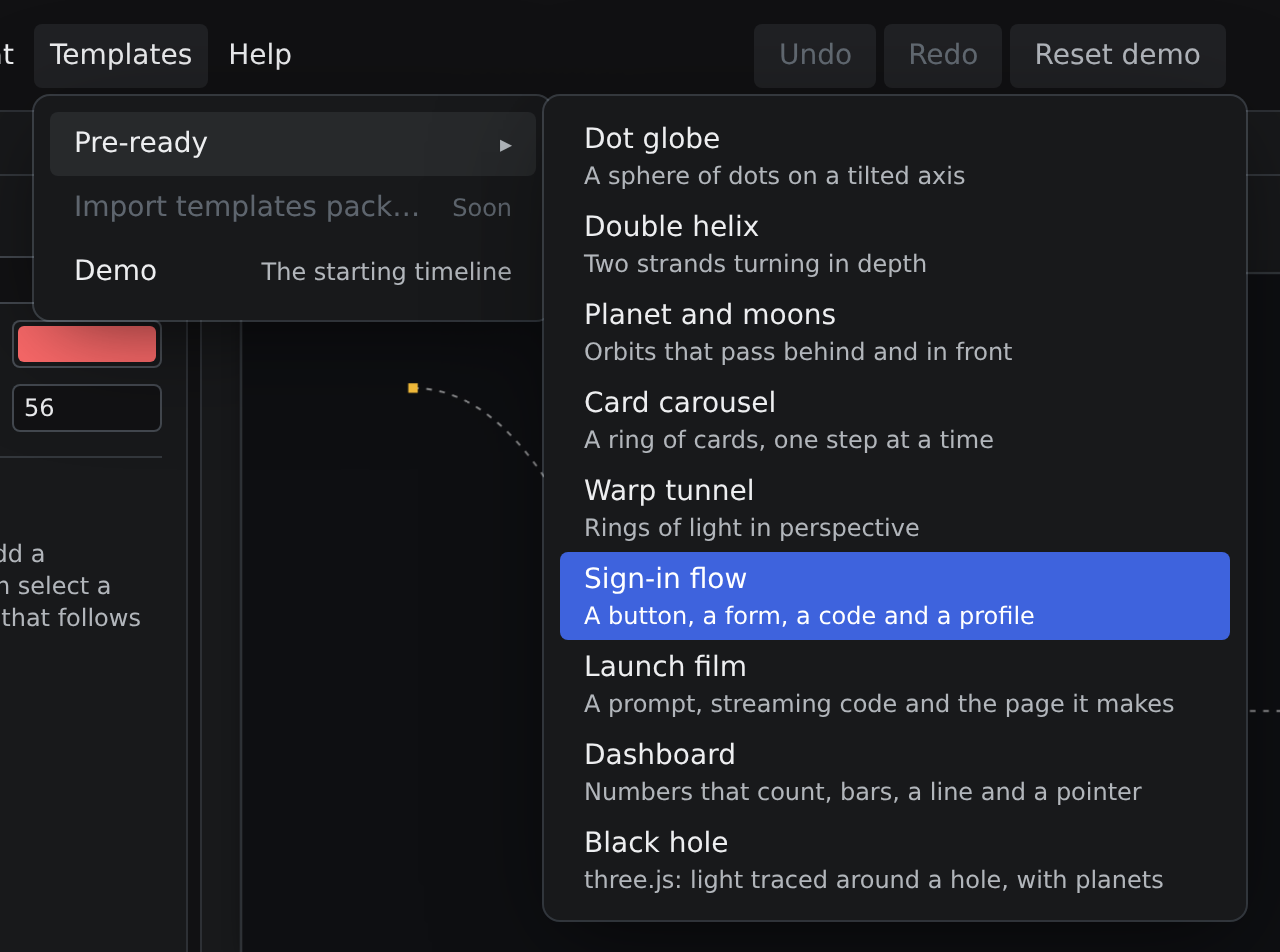 Templates
Help
Undo
Redo
Reset demo
Pre-ready
Import templates pack... Soon
Demo The starting timeline
56
select a
that follows
Dot globe
A sphere of dots on a tilted axis
Double helix
Two strands turning in depth
Planet and moons
Orbits that pass behind and in front
Card carousel
A ring of cards, one step at a time
Warp tunnel
Rings of light in perspective
Sign-in flow
A button, a form, a code and a profile
Launch film
A prompt, streaming code and the page it makes
Dashboard
Numbers that count, bars, a line and a pointer
Black hole
three.js: light traced around a hole, with planets